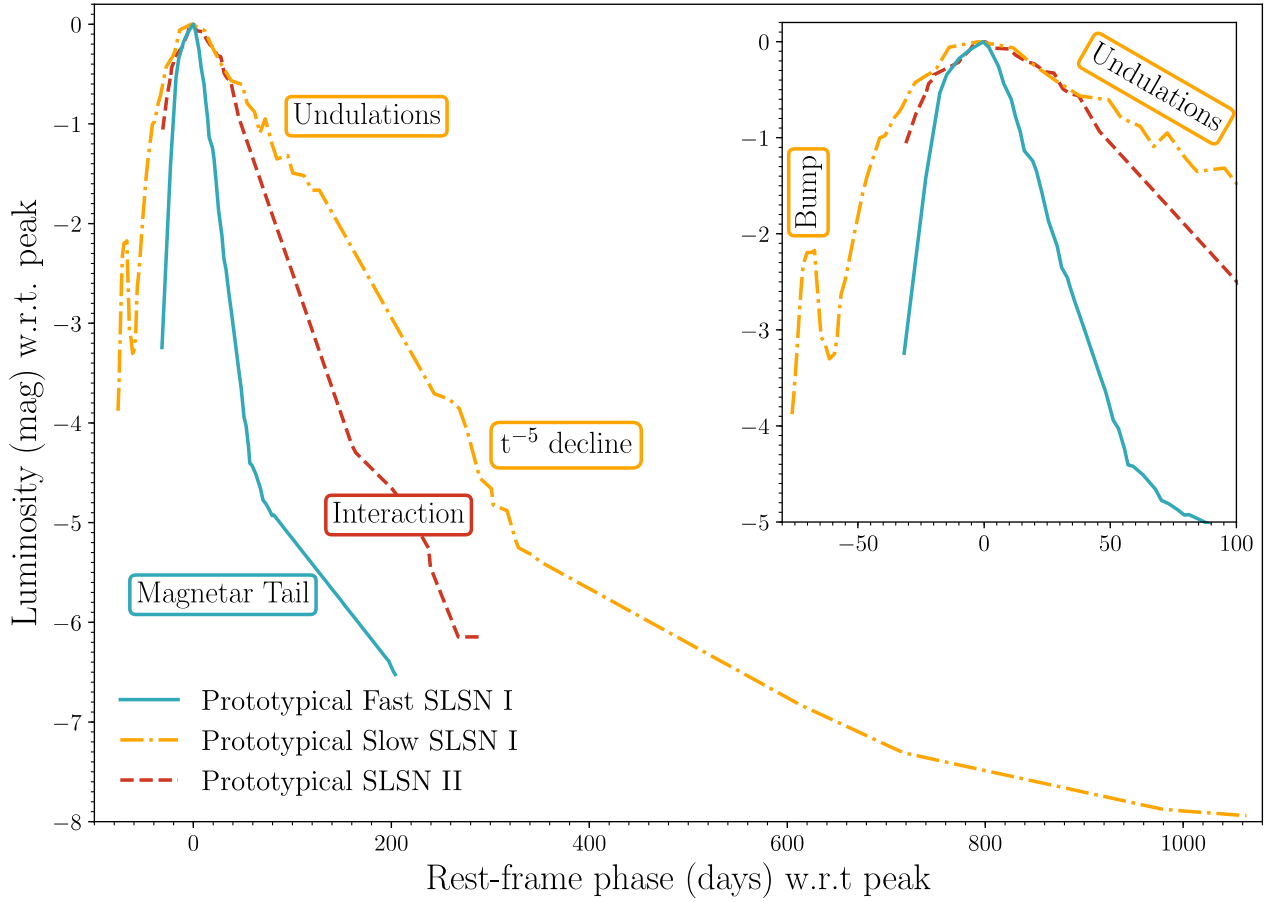 Luminosity (mag) w.r.t. peak
0
−1
−2
−3
−4
−5
−6
−7
−8
0
200
400
600
800
1000
Rest-frame phase (days) w.r.t peak
Undulations
t⁻⁵ decline
Interaction
Magnetar Tail
Prototypical Fast SLSN I
Prototypical Slow SLSN I
Prototypical SLSN II
0
−1
−2
−3
−4
−5
−50
0
50
100
Bump
Undulations